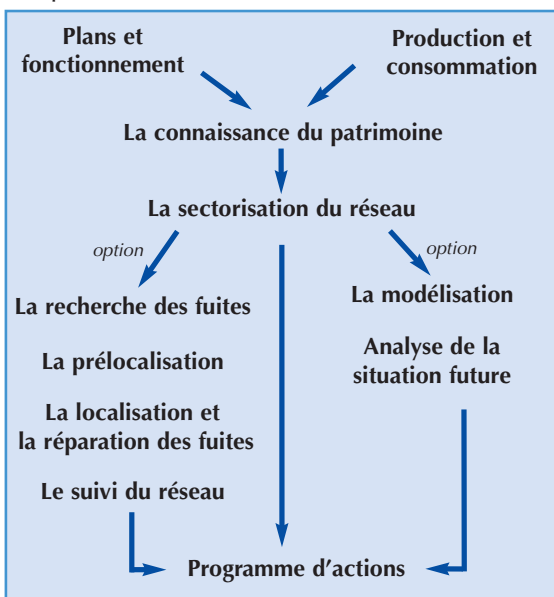 Plans et
fonctionnement
Production et
consommation
La connaissance du patrimoine
La sectorisation du réseau
option
option
La recherche des fuites
La modélisation
La prélocalisation
Analyse de la
situation future
La localisation et
la réparation des fuites
Le suivi du réseau
Programme d’actions